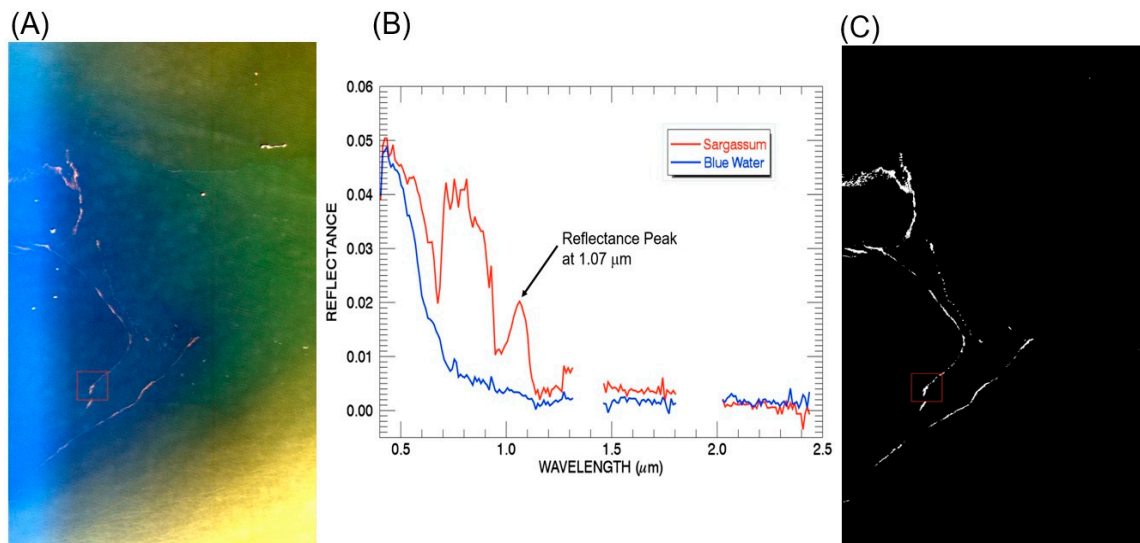 (A)
(B)
(C)
0.06
0.05
0.04
0.03
0.02
0.01
0.00
REFLECTANCE
Sargassum
Blue Water
Reflectance Peak
at 1.07 μm
0.5 1.0 1.5 2.0 2.5
WAVELENGTH (μm)